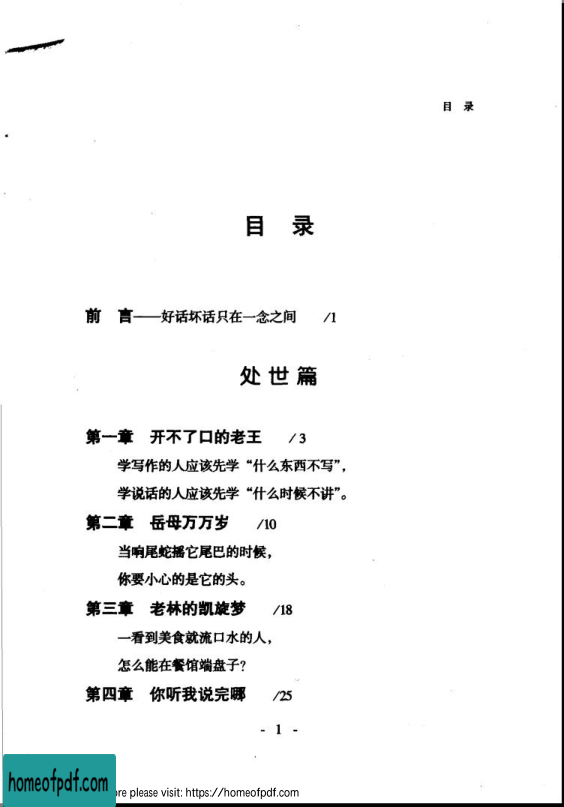 目 录
目 录
前 言——好话坏话只在一念之间 /1
处世篇
第一章 开不了口的老王 /3
学写作的人应该先学“什么东西不写”，
学说话的人应该先学“什么时候不讲”。
第二章 岳母万万岁 /10
当响尾蛇摇它尾巴的时候，
你要小心的是它的头。
第三章 老林的凯旋梦 /18
一看到美食就流口水的人，
怎么能在餐馆端盘子？
第四章 你听我说完哪 /25
- 1 -
homeofpdf.com
re please visit: https://homeofpdf.com